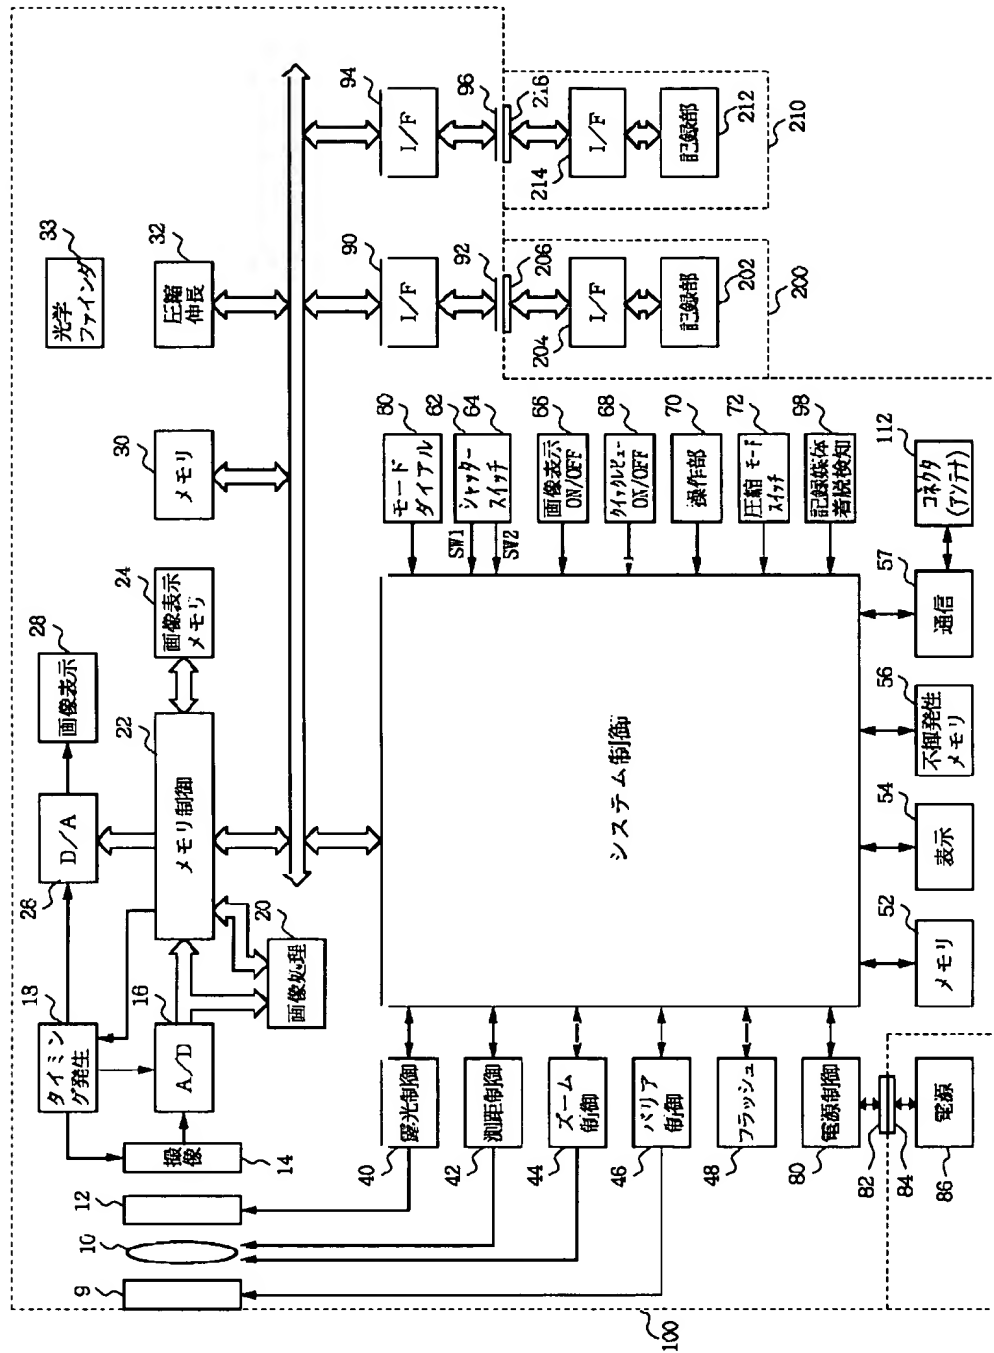 100
9
10
12
14
撮像
18
タイミン
グ発生
16
A/D
20
画像処理
26
D/A
28
画像表示
22
メモリ制御
24
画像表示
メモリ
30
メモリ
32
圧縮
伸長
33
光学
ファインダ
40
露光制御
42
測距制御
44
ズーム
制御
46
バリア
制御
48
フラッシュ
80
電源制御
82
84
86
電源
システム制御
52
メモリ
54
表示
56
不揮発性
メモリ
57
通信
112
コネクタ
(アンテナ)
60
モード
ダイアル
62
64
シャッター
スイッチ
SW1
SW2
66
画像表示
ON/OFF
68
クイックレビュー
ON/OFF
70
操作部
72
圧縮 モード
スイッチ
98
記録媒体
着脱検知
90
I/F
92
206
204
I/F
記録部
202
200
94
I/F
96
216
214
I/F
記録部
212
210